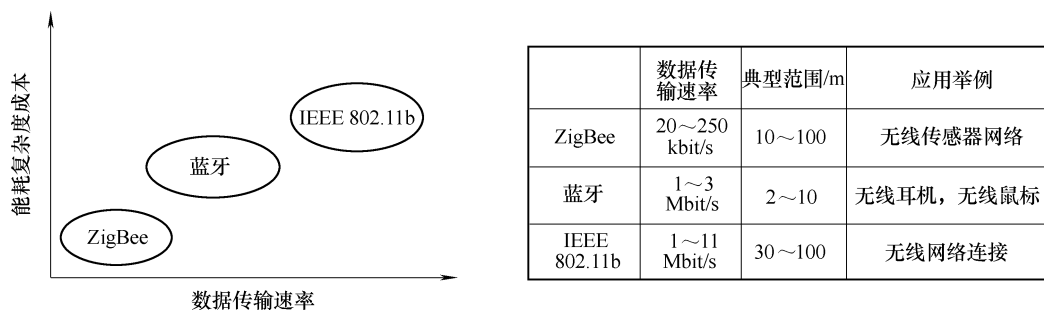 能耗复杂度成本
IEEE 802.11b
蓝牙
ZigBee
数据传输速率
数据传
输速率
典型范围/m
应用举例
ZigBee
20～250
kbit/s
10～100
无线传感器网络
蓝牙
1～3
Mbit/s
2～10
无线耳机，无线鼠标
IEEE
802.11b
1～11
Mbit/s
30～100
无线网络连接